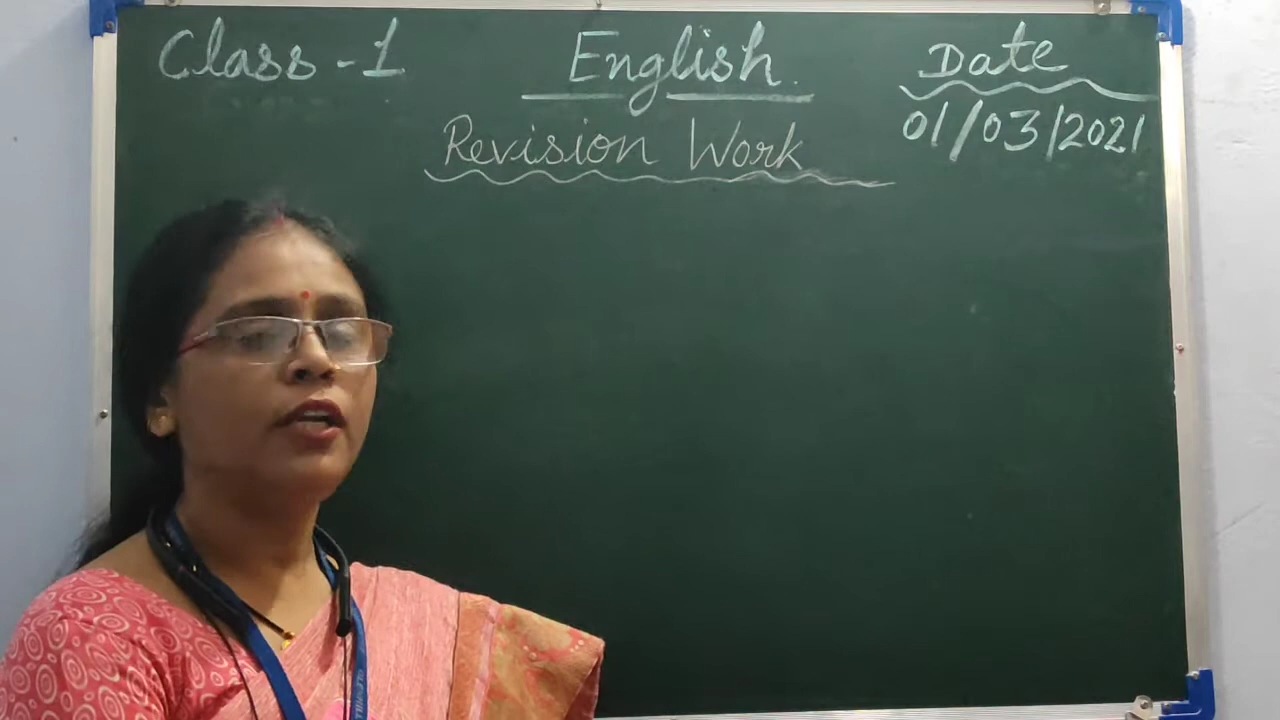 Class - 1
English.
Date
01/03/2021
Revision Work